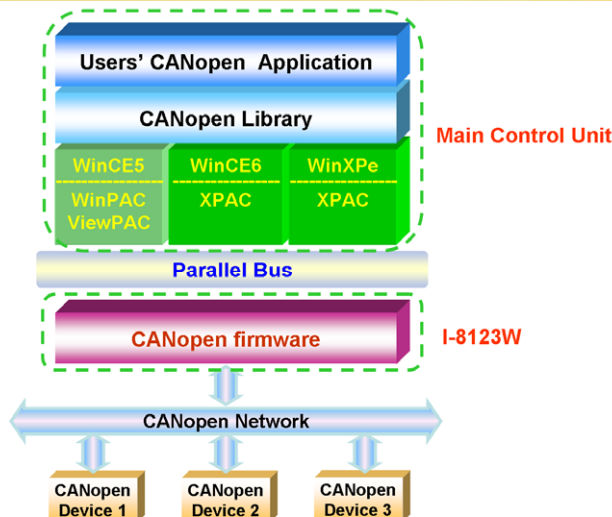 Users' CANopen Application
CANopen Library
Main Control Unit
WinCE5
WinPAC
ViewPAC
WinCE6
XPAC
WinXPe
XPAC
Parallel Bus
CANopen firmware
I-8123W
CANopen Network
CANopen
Device 1
CANopen
Device 2
CANopen
Device 3